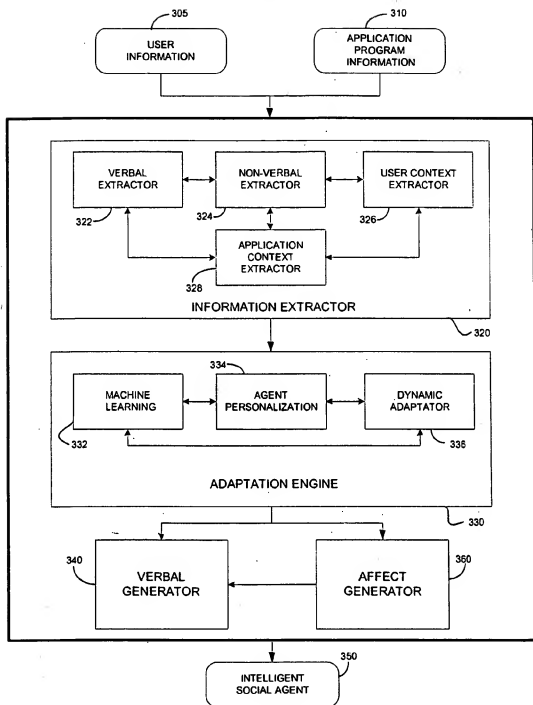 305
310
USER
INFORMATION
APPLICATION
PROGRAM
INFORMATION
VERBAL
EXTRACTOR
NON-VERBAL
EXTRACTOR
USER CONTEXT
EXTRACTOR
322
324
326
APPLICATION
CONTEXT
EXTRACTOR
328
INFORMATION EXTRACTOR
320
334
MACHINE
LEARNING
AGENT
PERSONALIZATION
DYNAMIC
ADAPTATOR
332
336
ADAPTATION ENGINE
330
340
VERBAL
GENERATOR
AFFECT
GENERATOR
360
350
INTELLIGENT
SOCIAL AGENT